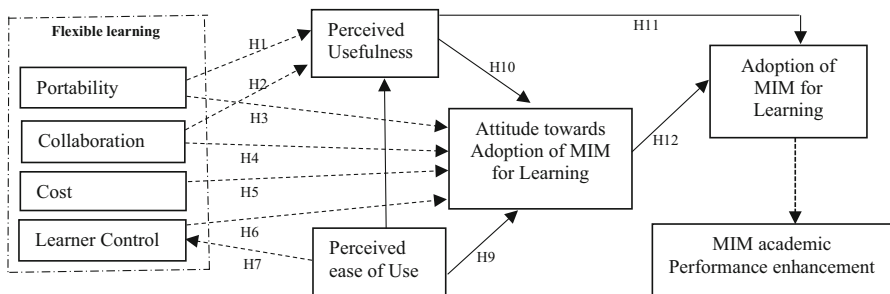 Flexible learning
Portability
Collaboration
Cost
Learner Control
H1
H2
H3
H4
H5
H6
H7
Perceived
Usefulness
Perceived
ease of Use
H10
H9
H11
Attitude towards
Adoption of MIM
for Learning
H12
Adoption of
MIM for
Learning
MIM academic
Performance enhancement